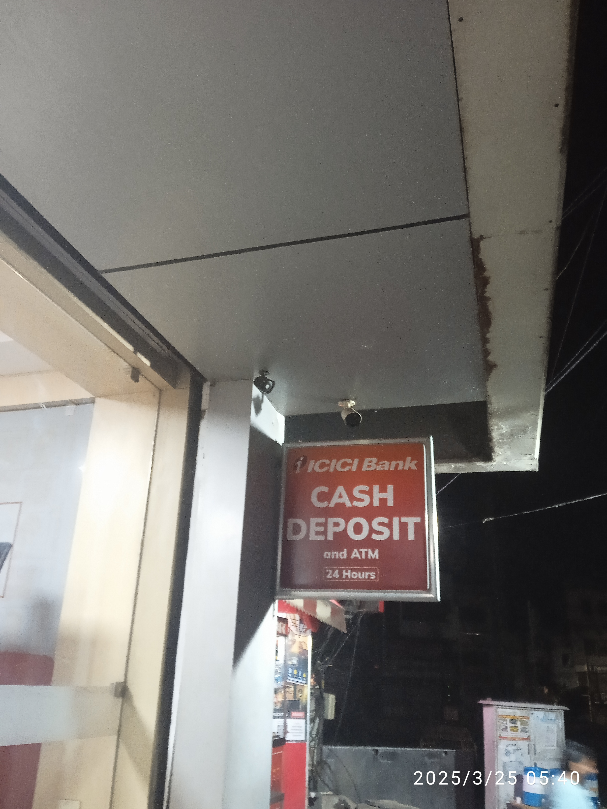 ICICI Bank
CASH
DEPOSIT
and ATM
24 Hours
2025/3/25 05:40